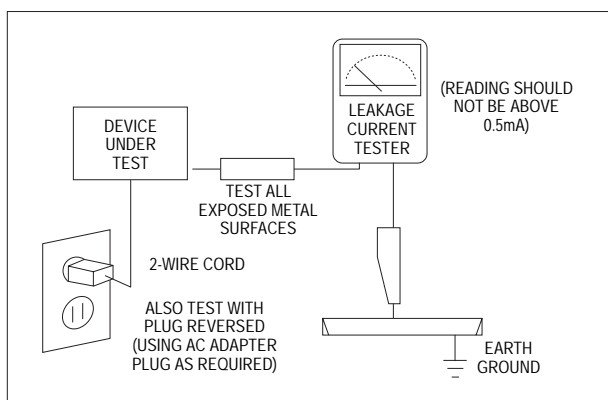 DEVICE
UNDER
TEST
LEAKAGE
CURRENT
TESTER
(READING SHOULD
NOT BE ABOVE
0.5mA)
TEST ALL
EXPOSED METAL
SURFACES
2-WIRE CORD
ALSO TEST WITH
PLUG REVERSED
(USING AC ADAPTER
PLUG AS REQUIRED)
EARTH
GROUND